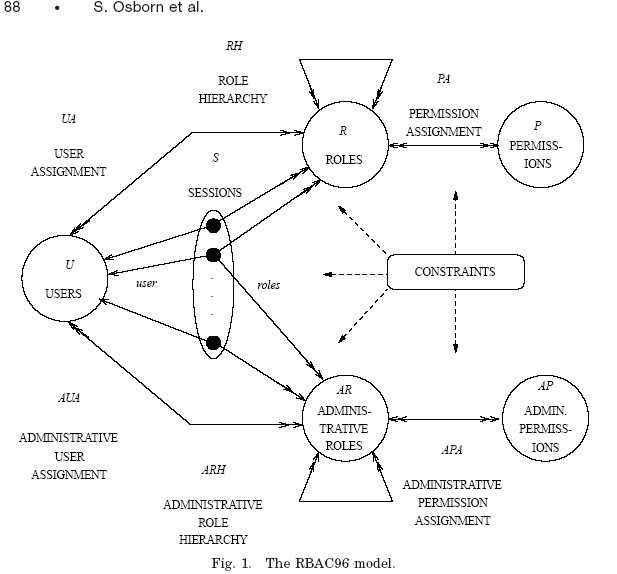 88 • S. Osborn et al.
RH
ROLE
HIERARCHY
PA
PERMISSION
ASSIGNMENT
UA
USER
ASSIGNMENT
S
SESSIONS
R
ROLES
P
PERMISS-
IONS
U
USERS
user
roles
CONSTRAINTS
AR
ADMINIS-
TRATIVE
ROLES
AP
ADMIN.
PERMISS-
IONS
AUA
ADMINISTRATIVE
USER
ASSIGNMENT
ARH
ADMINISTRATIVE
ROLE
HIERARCHY
APA
ADMINISTRATIVE
PERMISSION
ASSIGNMENT
Fig. 1. The RBAC96 model.